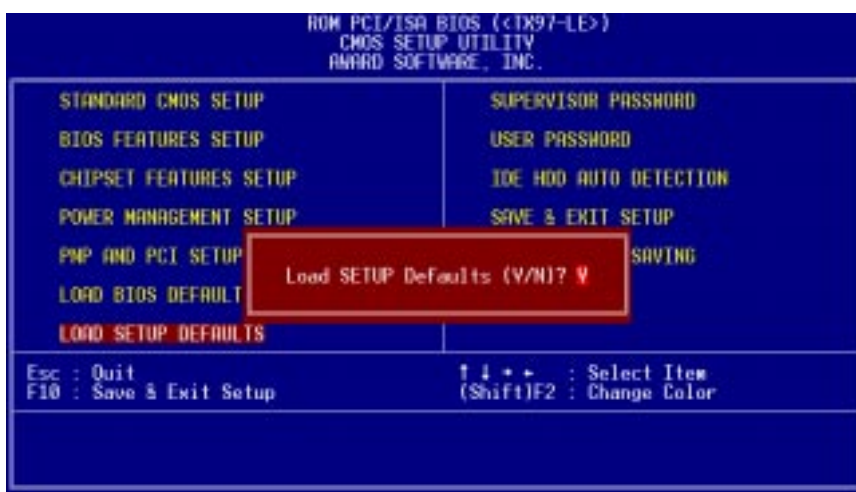 ROM PCI/ISA BIOS (<TX97-LE>)
CMOS SETUP UTILITY
AWARD SOFTWARE, INC.
STANDARD CMOS SETUP
BIOS FEATURES SETUP
CHIPSET FEATURES SETUP
POWER MANAGEMENT SETUP
PNP AND PCI SETUP
LOAD BIOS DEFAULT
LOAD SETUP DEFAULTS
SUPERVISOR PASSWORD
USER PASSWORD
IDE HDD AUTO DETECTION
SAVE & EXIT SETUP
SAVING
Load SETUP Defaults (Y/N)? Y
Esc : Quit
F10 : Save & Exit Setup
↑ ↓ → ← : Select Item
(Shift)F2 : Change Color